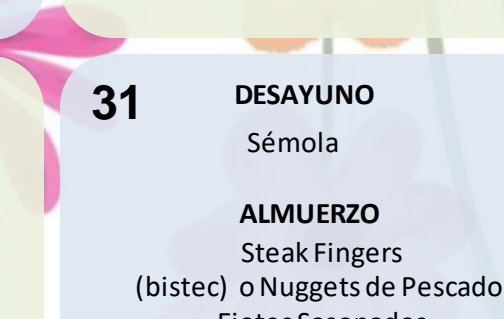 31
DESAYUNO
Sémola
ALMUERZO
Steak Fingers
(bistec) o Nuggets de Pescado